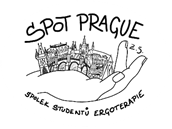 SPOT PRAGUE
z.s.
SPOLEK STUDENTŮ ERGOTERAPIE